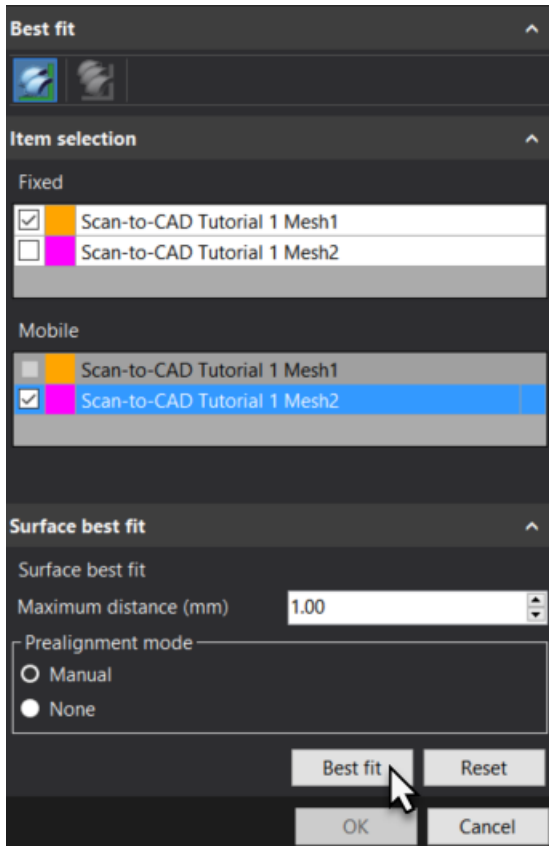 Best fit
Item selection
Fixed
Scan-to-CAD Tutorial 1 Mesh1
Scan-to-CAD Tutorial 1 Mesh2
Mobile
Scan-to-CAD Tutorial 1 Mesh1
Scan-to-CAD Tutorial 1 Mesh2
Surface best fit
Surface best fit
Maximum distance (mm) 1.00
Prealignment mode
Manual
None
Best fit Reset
OK Cancel